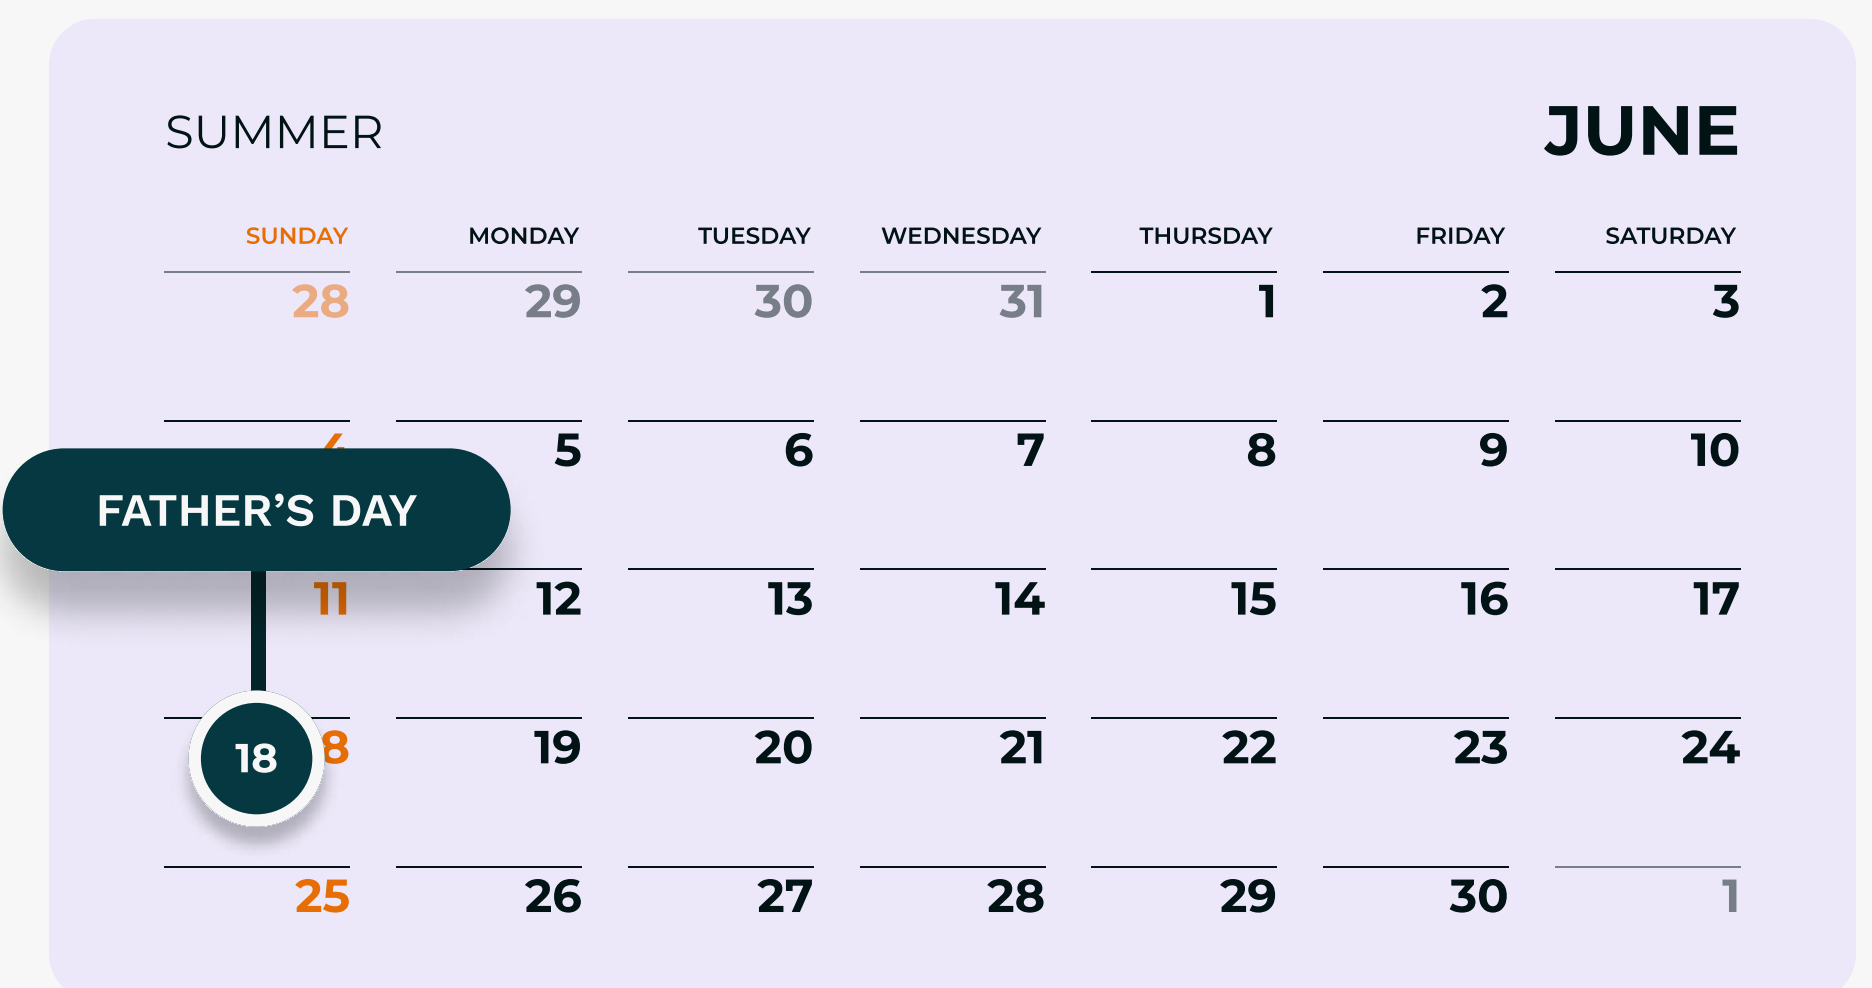 SUMMER JUNE
SUNDAY MONDAY TUESDAY WEDNESDAY THURSDAY FRIDAY SATURDAY
28 29 30 31 1 2 3
4 5 6 7 8 9 10
FATHER’S DAY
11 12 13 14 15 16 17
18 8 19 20 21 22 23 24
25 26 27 28 29 30 1